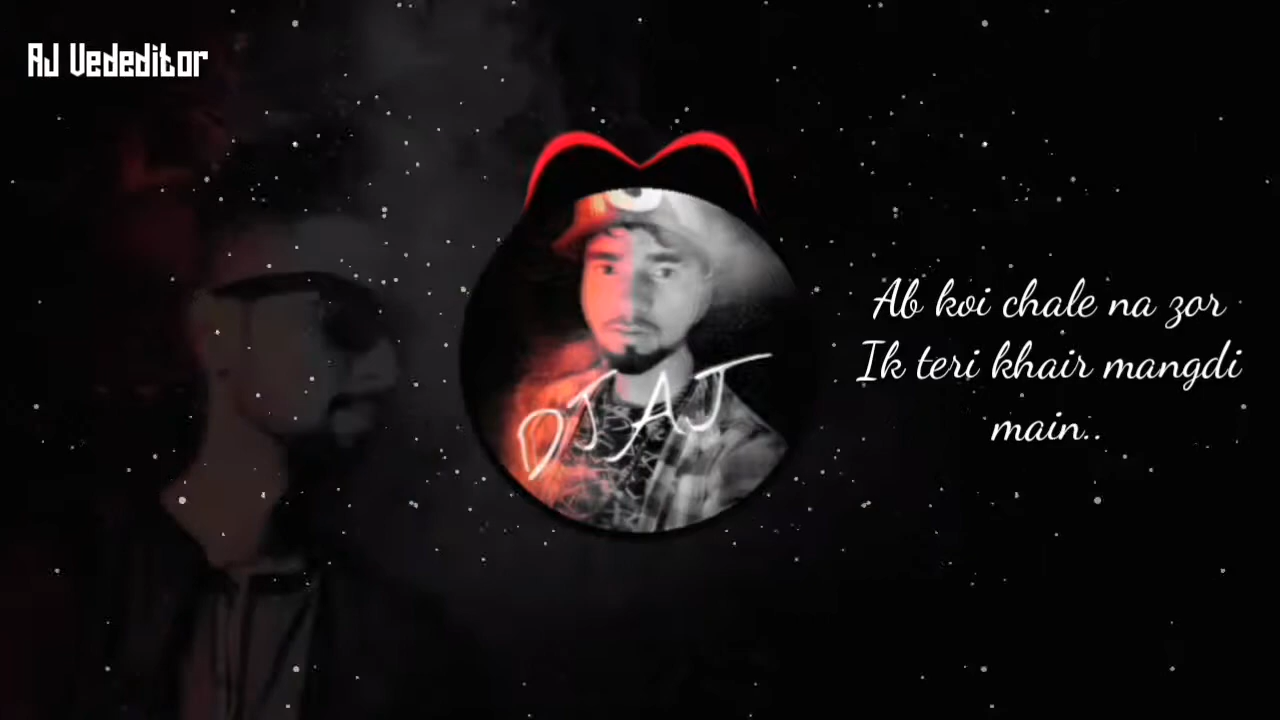 AJ Vededitor
DJ AJ
Ab koi chale na zor
Ik teri khair mangdi
main..